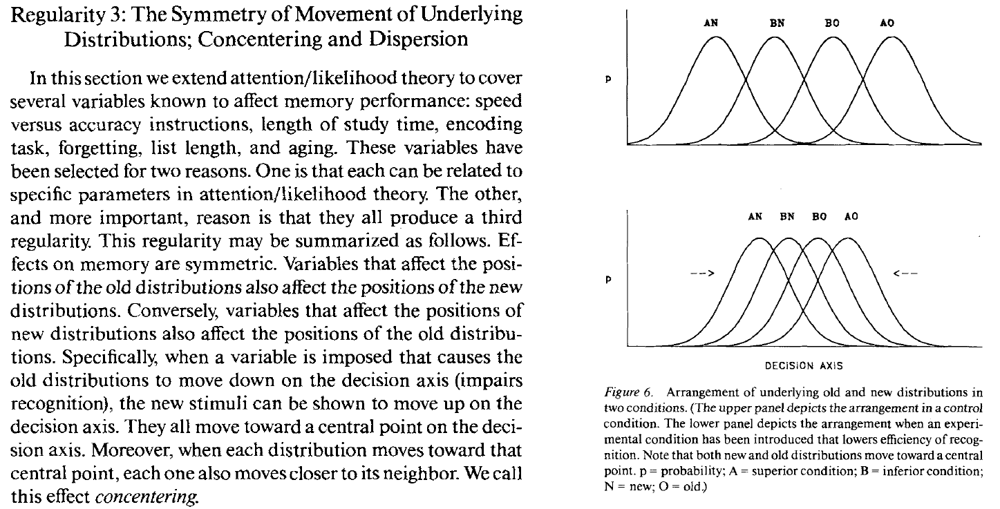 Regularity 3: The Symmetry of Movement of Underlying
Distributions; Concentering and Dispersion
In this section we extend attention/likelihood theory to cover
several variables known to affect memory performance: speed
versus accuracy instructions, length of study time, encoding
task, forgetting, list length, and aging. These variables have
been selected for two reasons. One is that each can be related to
specific parameters in attention/likelihood theory. The other,
and more important, reason is that they all produce a third
regularity. This regularity may be summarized as follows. Ef-
fects on memory are symmetric. Variables that affect the posi-
tions of the old distributions also affect the positions of the new
distributions. Conversely, variables that affect the positions of
new distributions also affect the positions of the old distribu-
tions. Specifically, when a variable is imposed that causes the
old distributions to move down on the decision axis (impairs
recognition), the new stimuli can be shown to move up on the
decision axis. They all move toward a central point on the deci-
sion axis. Moreover, when each distribution moves toward that
central point, each one also moves closer to its neighbor. We call
this effect concentering.
AN BN BO AO
P
AN BN BO AO
--> <--
P
DECISION AXIS
Figure 6. Arrangement of underlying old and new distributions in
two conditions. (The upper panel depicts the arrangement in a control
condition. The lower panel depicts the arrangement when an experi-
mental condition has been introduced that lowers efficiency of recog-
nition. Note that both new and old distributions move toward a central
point. p = probability; A = superior condition; B = inferior condition;
N = new; O = old.)